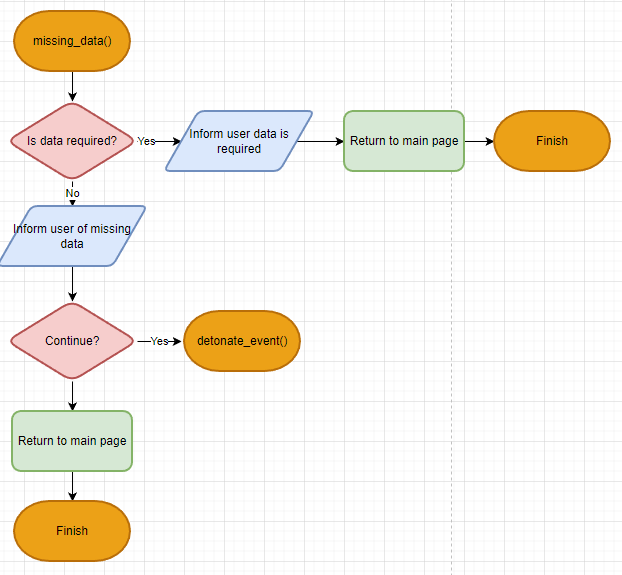 missing_data()
Is data required?
Yes
Inform user data is
required
Return to main page
Finish
No
Inform user of missing
data
Continue?
Yes
detonate_event()
Return to main page
Finish